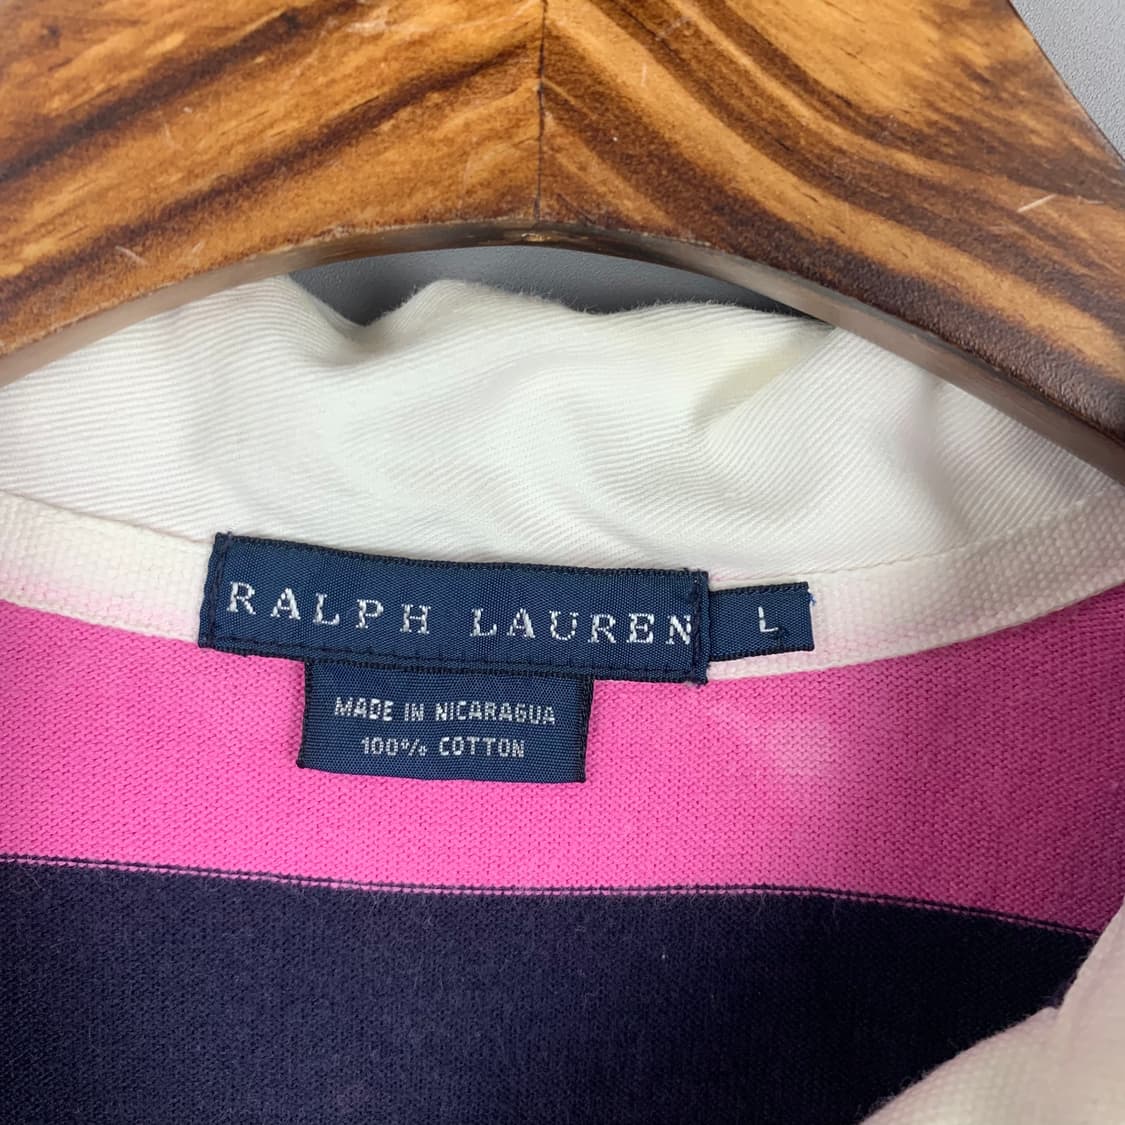 RALPH LAUREN
L
MADE IN NICARAGUA
100% COTTON